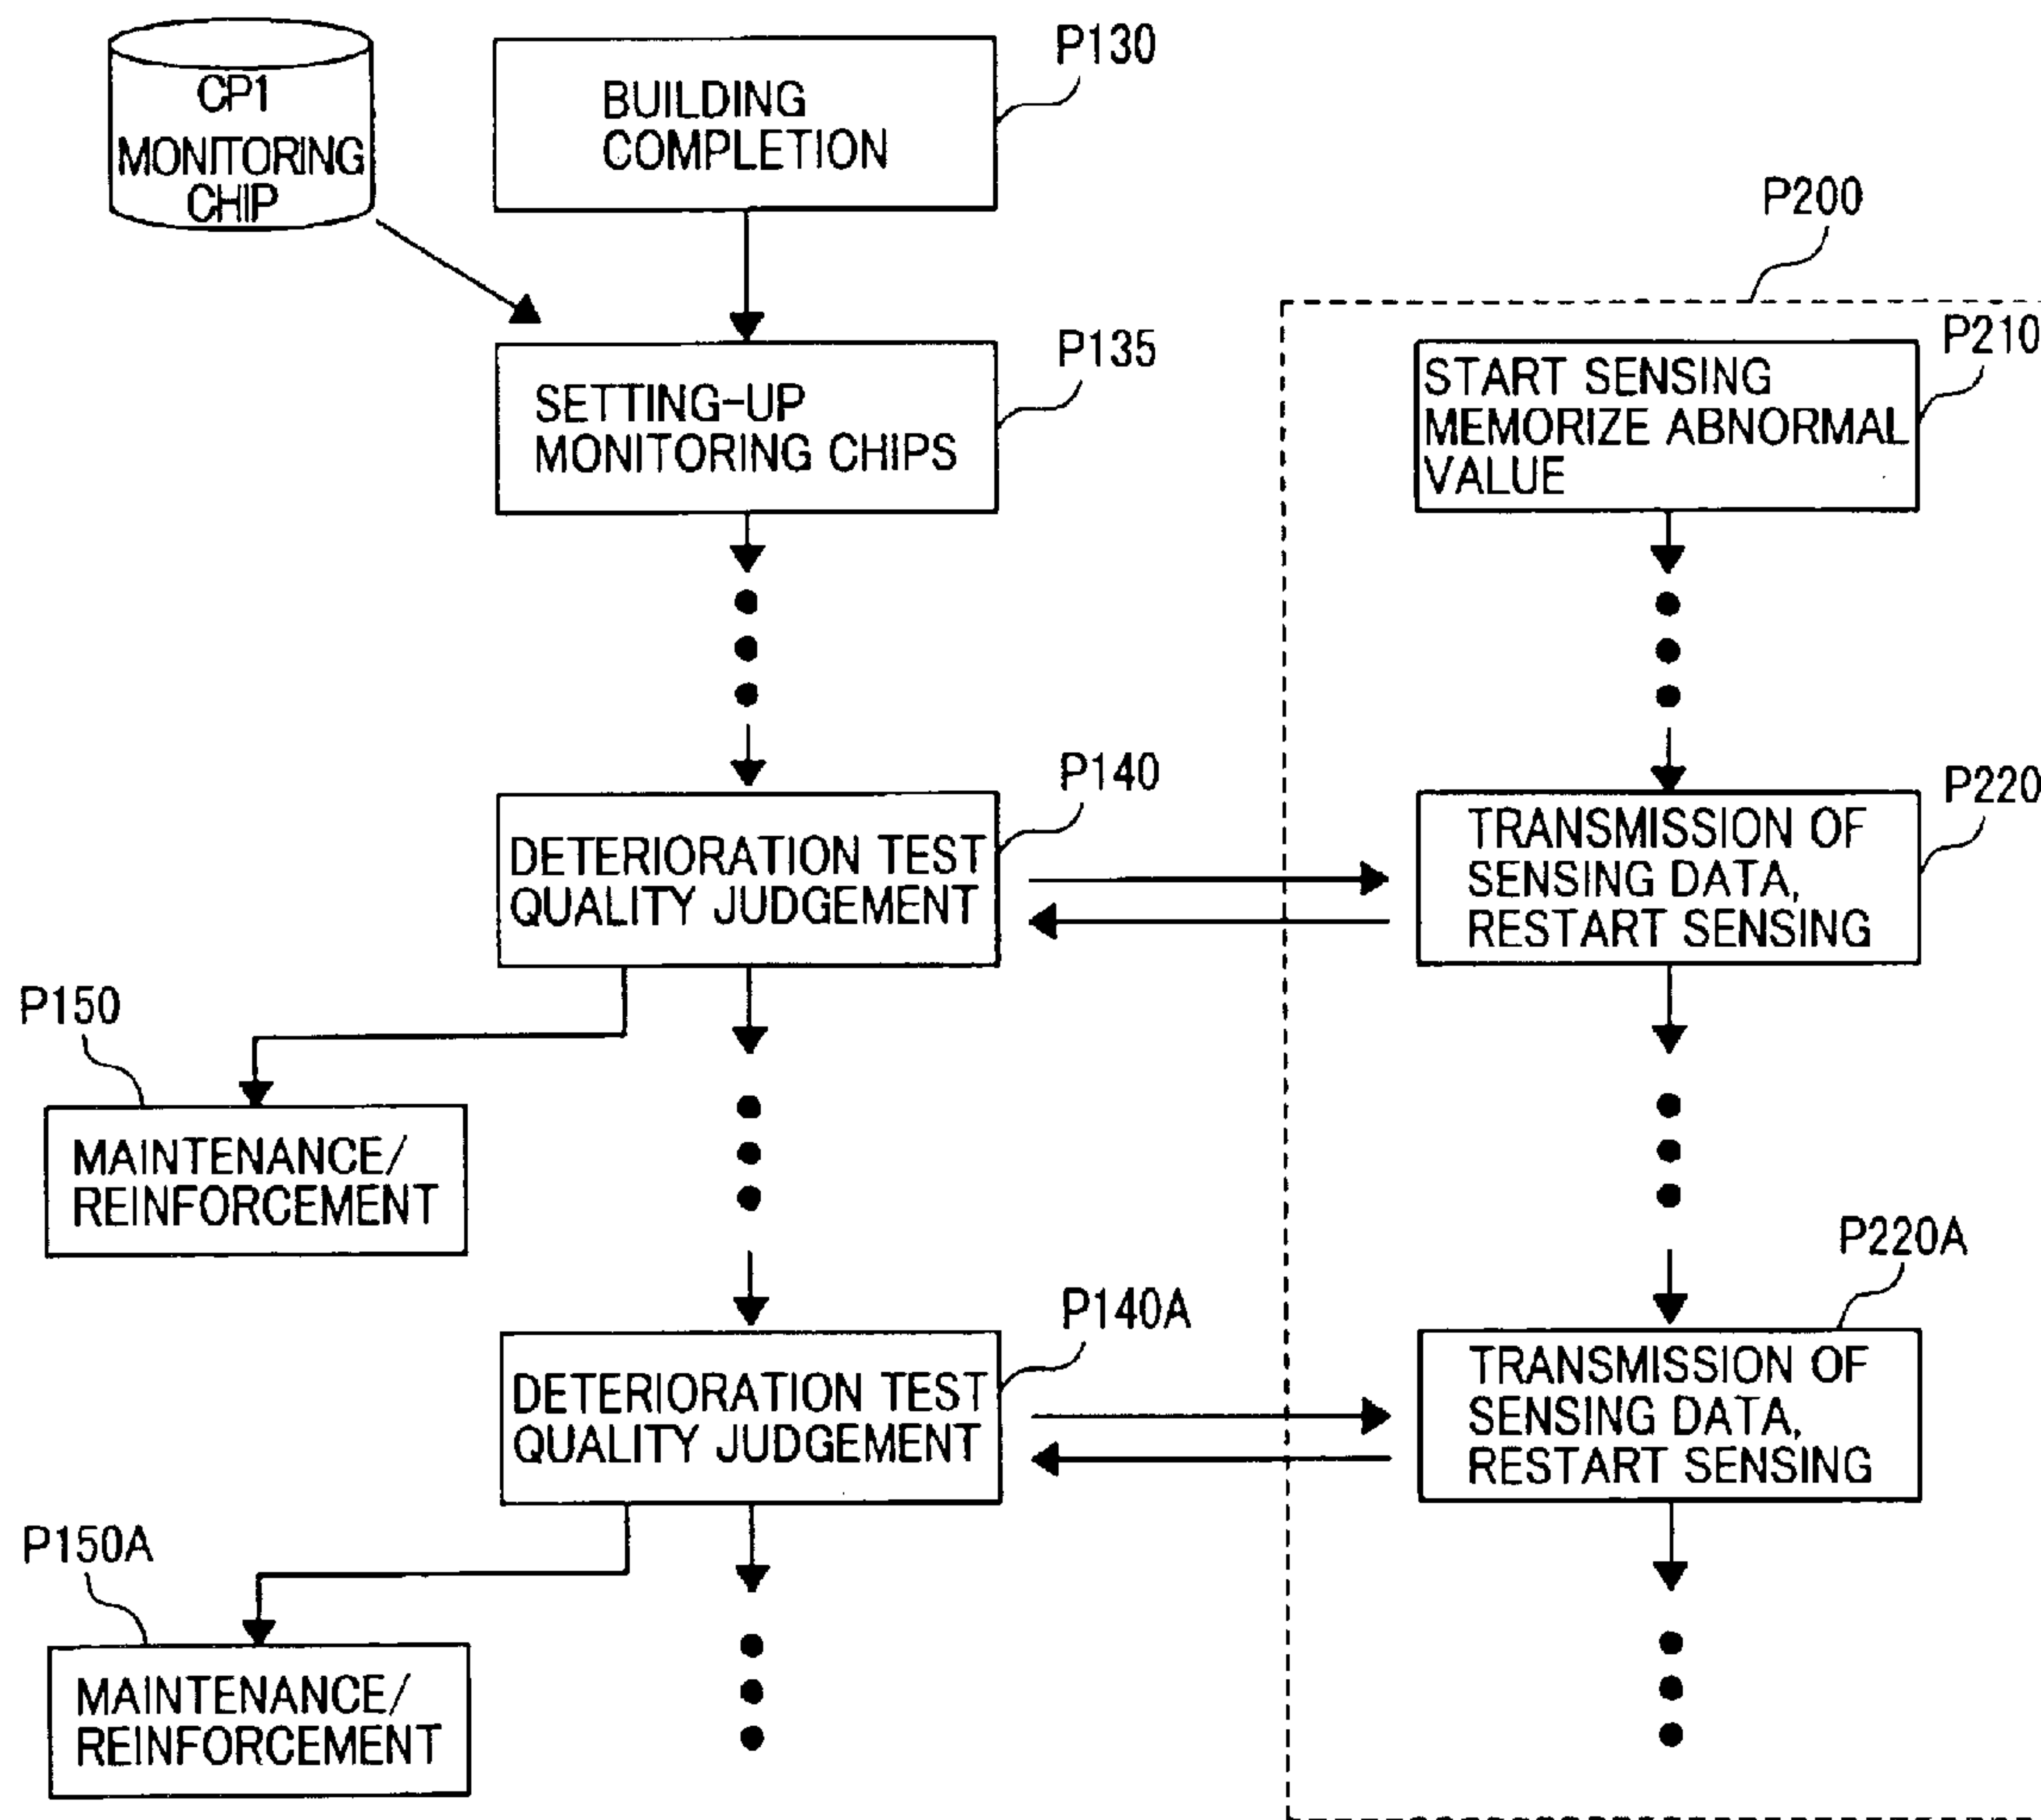 CP1
MONITORING
CHIP
P130
BUILDING
COMPLETION
P135
SETTING-UP
MONITORING CHIPS
P200
P210
START SENSING
MEMORIZE ABNORMAL
VALUE
P140
DETERIORATION TEST
QUALITY JUDGEMENT
P220
TRANSMISSION OF
SENSING DATA,
RESTART SENSING
P150
MAINTENANCE/
REINFORCEMENT
P140A
DETERIORATION TEST
QUALITY JUDGEMENT
P220A
TRANSMISSION OF
SENSING DATA,
RESTART SENSING
P150A
MAINTENANCE/
REINFORCEMENT